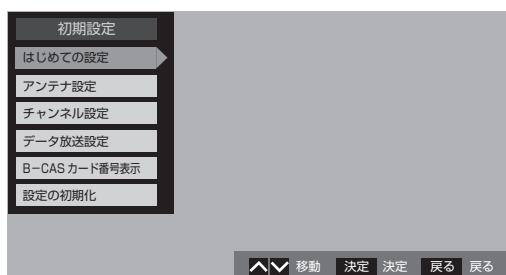 初期設定
はじめての設定
アンテナ設定
チャンネル設定
データ放送設定
B－CASカード番号表示
設定の初期化
移動 決定 決定 戻る 戻る